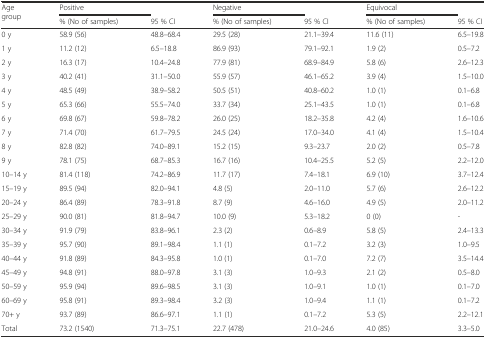 Age group Positive Negative Equivocal
% (No of samples) 95 % CI % (No of samples) 95 % CI % (No of samples) 95 % CI
0 y 58.9 (56) 48.8–68.4 29.5 (28) 21.1–39.4 11.6 (11) 6.5–19.8
1 y 11.2 (12) 6.5–18.8 86.9 (93) 79.1–92.1 1.9 (2) 0.5–7.2
2 y 16.3 (17) 10.4–24.8 77.9 (81) 68.9–84.9 5.8 (6) 2.6–12.3
3 y 40.2 (41) 31.1–50.0 55.9 (57) 46.1–65.2 3.9 (4) 1.5–10.0
4 y 48.5 (49) 38.9–58.2 50.5 (51) 40.8–60.2 1.0 (1) 0.1–6.8
5 y 65.3 (66) 55.5–74.0 33.7 (34) 25.1–43.5 1.0 (1) 0.1–6.8
6 y 69.8 (67) 59.8–78.2 26.0 (25) 18.2–35.8 4.2 (4) 1.6–10.6
7 y 71.4 (70) 61.7–79.5 24.5 (24) 17.0–34.0 4.1 (4) 1.5–10.4
8 y 82.8 (82) 74.0–89.1 15.2 (15) 9.3–23.7 2.0 (2) 0.5–7.8
9 y 78.1 (75) 68.7–85.3 16.7 (16) 10.4–25.5 5.2 (5) 2.2–12.0
10–14 y 81.4 (118) 74.2–86.9 11.7 (17) 7.4–18.1 6.9 (10) 3.7–12.4
15–19 y 89.5 (94) 82.0–94.1 4.8 (5) 2.0–11.0 5.7 (6) 2.6–12.2
20–24 y 86.4 (89) 78.3–91.8 8.7 (9) 4.6–16.0 4.9 (5) 2.0–11.2
25–29 y 90.0 (81) 81.8–94.7 10.0 (9) 5.3–18.2 0 (0) -
30–34 y 91.9 (79) 83.8–96.1 2.3 (2) 0.6–8.9 5.8 (5) 2.4–13.3
35–39 y 95.7 (90) 89.1–98.4 1.1 (1) 0.1–7.2 3.2 (3) 1.0–9.5
40–44 y 91.8 (89) 84.3–95.8 1.0 (1) 0.1–7.0 7.2 (7) 3.5–14.4
45–49 y 94.8 (91) 88.0–97.8 3.1 (3) 1.0–9.3 2.1 (2) 0.5–8.0
50–59 y 95.9 (94) 89.6–98.5 3.1 (3) 1.0–9.1 1.0 (1) 0.1–7.0
60–69 y 95.8 (91) 89.3–98.4 3.2 (3) 1.0–9.4 1.1 (1) 0.1–7.2
70+ y 93.7 (89) 86.6–97.1 1.1 (1) 0.1–7.2 5.3 (5) 2.2–12.1
Total 73.2 (1540) 71.3–75.1 22.7 (478) 21.0–24.6 4.0 (85) 3.3–5.0